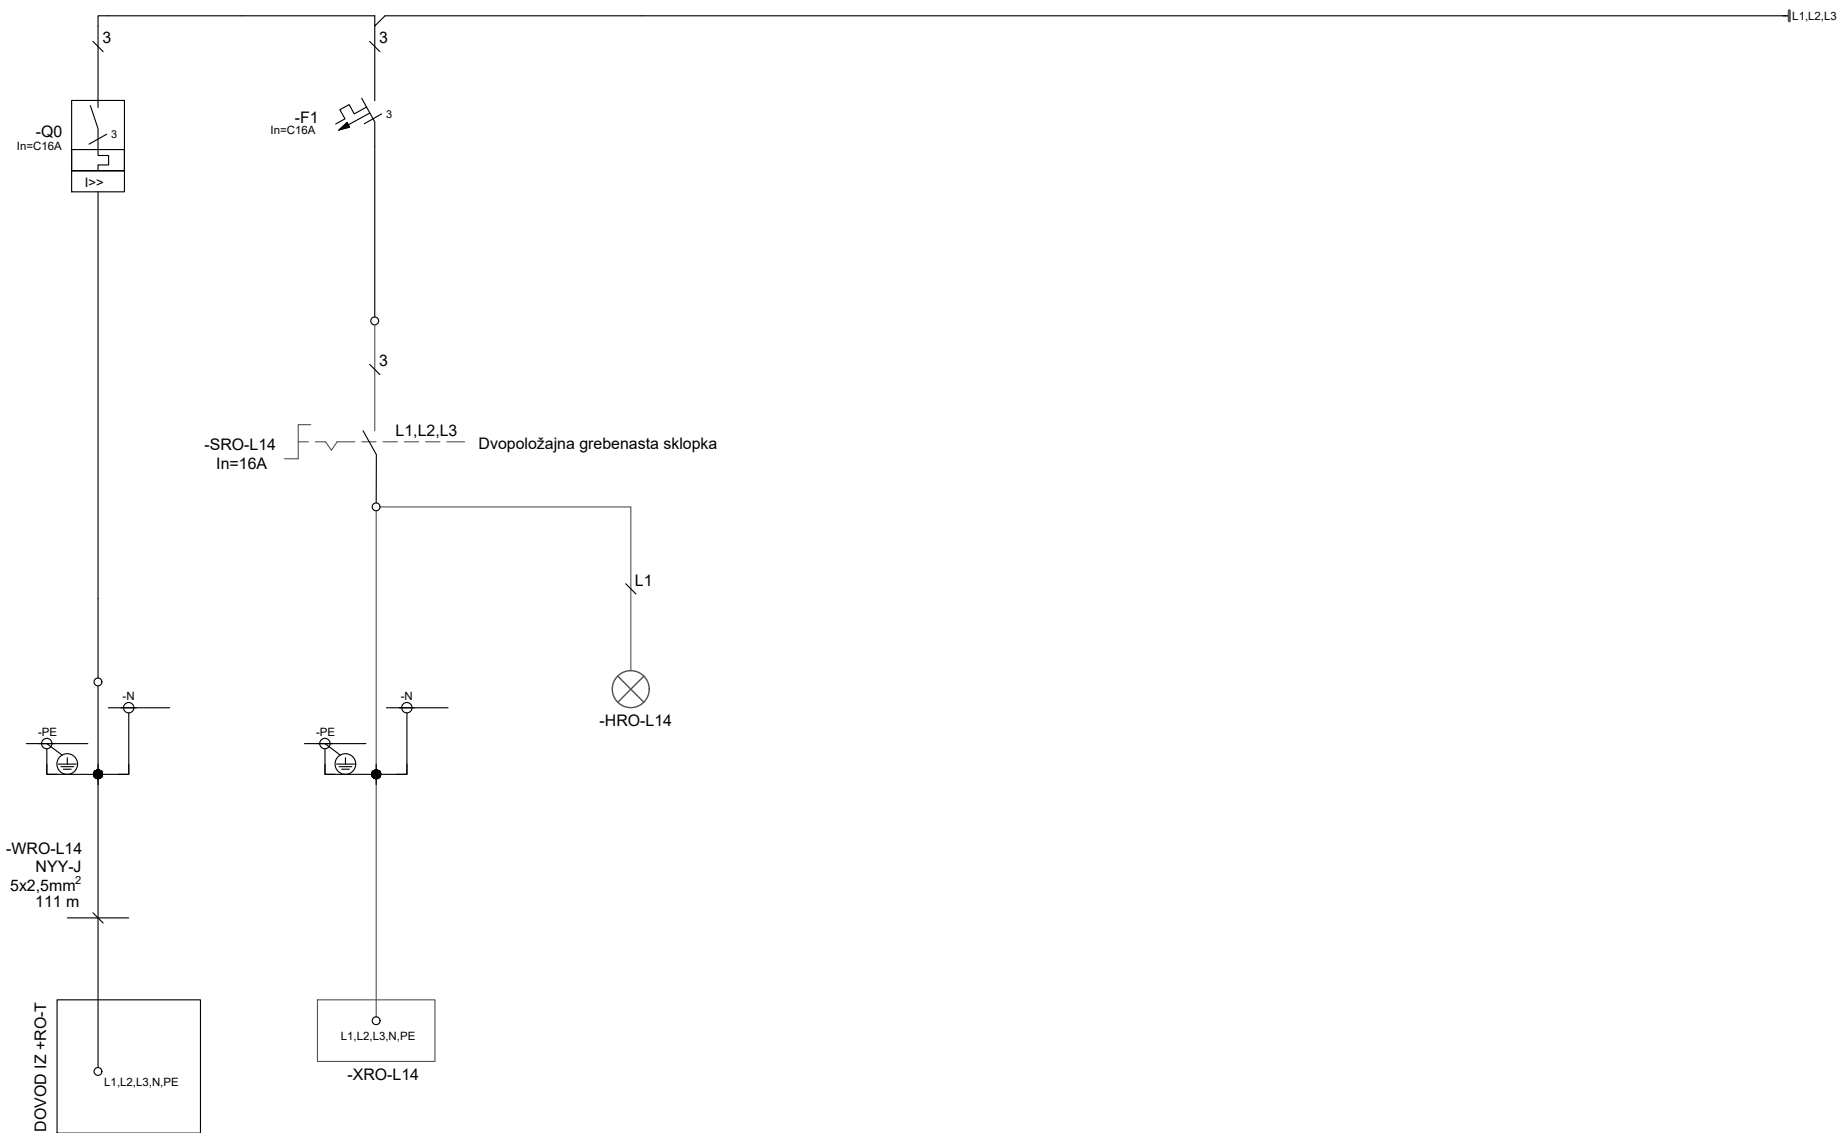 L1,L2,L3
3
3
-Q0
In=C16A
3
I>>
-F1
In=C16A
3
3
-SRO-L14
In=16A
L1,L2,L3
Dvopoložajna grebenasta sklopka
L1
-HRO-L14
-N
-PE
-N
-PE
-WRO-L14
NYY-J
5x2,5mm²
111 m
DOVOD IZ +RO-T
L1,L2,L3,N,PE
L1,L2,L3,N,PE
-XRO-L14